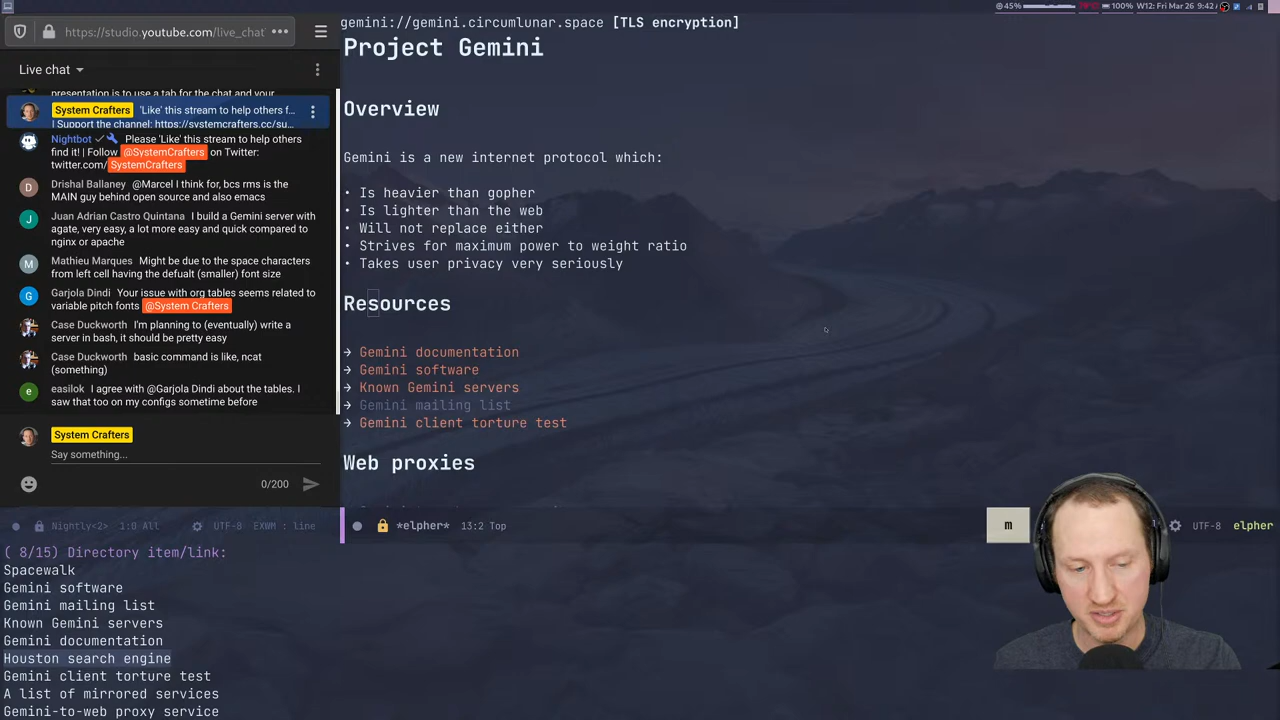 45%
100%
W12: Fri Mar 26
9:42
https://studio.youtube.com/live_chat
Live chat
presentation is to use a tab for the chat and your
System Crafters 'Like' this stream to help others f...
| Support the channel: https://systemcrafters.cc/su...
Nightbot Please 'Like' this stream to help others
find it! | Follow @SystemCrafters on Twitter:
twitter.com/SystemCrafters
D
Drishal Ballaney @Marcel I think for, bcs rms is the
MAIN guy behind open source and also emacs
J
Juan Adrian Castro Quintana I build a Gemini server with
agate, very easy, a lot more easy and quick compared to
nginx or apache
M
Mathieu Marques Might be due to the space characters
from left cell having the defualt (smaller) font size
G
Garjola Dindi Your issue with org tables seems related to
variable pitch fonts @System Crafters
Case Duckworth I'm planning to (eventually) write a
server in bash, it should be pretty easy
Case Duckworth basic command is like, ncat
(something)
e
easilok I agree with @Garjola Dindi about the tables. I
saw that too on my configs sometime before
System Crafters
Say something...
0/200
gemini://gemini.circumlunar.space [TLS encryption]
Project Gemini
Overview
Gemini is a new internet protocol which:
• Is heavier than gopher
• Is lighter than the web
• Will not replace either
• Strives for maximum power to weight ratio
• Takes user privacy very seriously
Resources
→ Gemini documentation
→ Gemini software
→ Known Gemini servers
→ Gemini mailing list
→ Gemini client torture test
Web proxies
Nightly<2> 1:0 All UTF-8 EXWM : line
*elpher* 13:2 Top m UTF-8 elpher
( 8/15) Directory item/link:
Spacewalk
Gemini software
Gemini mailing list
Known Gemini servers
Gemini documentation
Houston search engine
Gemini client torture test
A list of mirrored services
Gemini-to-web proxy service